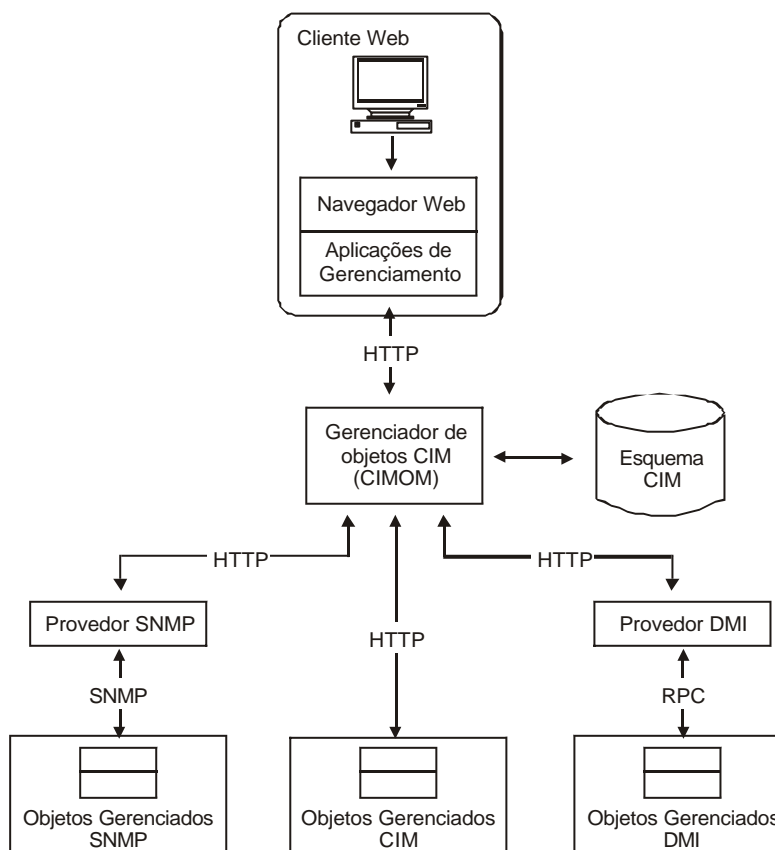 Cliente Web
Navegador Web
Aplicações de
Gerenciamento
HTTP
Gerenciador de
objetos CIM
(CIMOM)
Esquema
CIM
HTTP
HTTP
Provedor SNMP
Provedor DMI
HTTP
SNMP
RPC
Objetos Gerenciados
SNMP
Objetos Gerenciados
CIM
Objetos Gerenciados
DMI